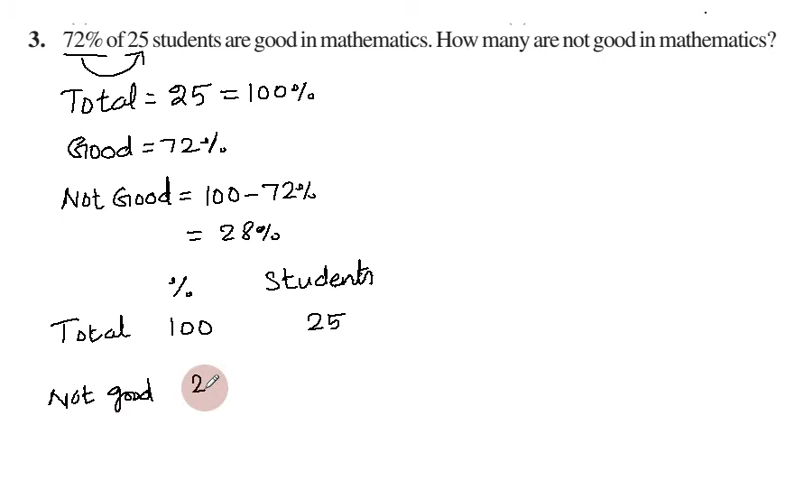 3. 72% of 25 students are good in mathematics. How many are not good in mathematics?
Total = 25 = 100%
Good = 72%
Not Good = 100-72%
= 28%
% Students
Total 100 25
Not good 2